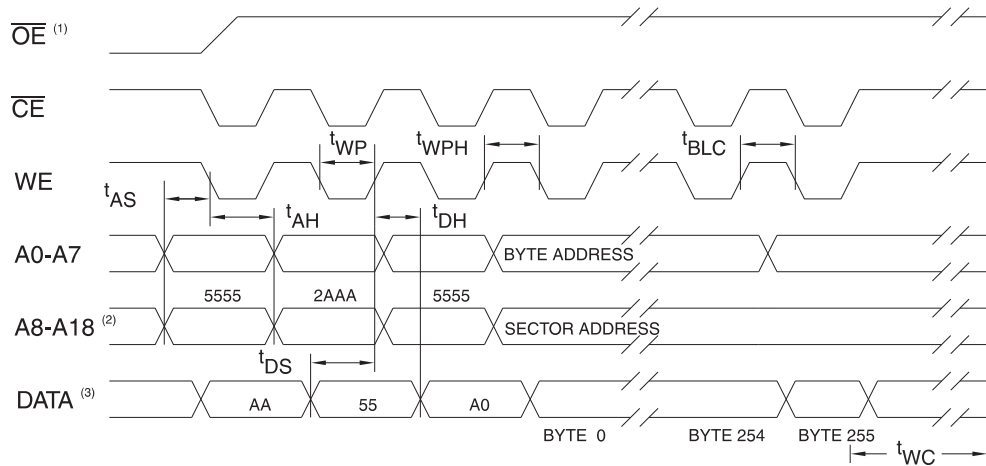 OE (1)
CE
tWP tWPH tBLC
WE
tAS
tAH tDH
A0-A7 BYTE ADDRESS
5555 2AAA 5555
A8-A18 (2) SECTOR ADDRESS
tDS
DATA (3) AA 55 A0
BYTE 0 BYTE 254 BYTE 255
tWC